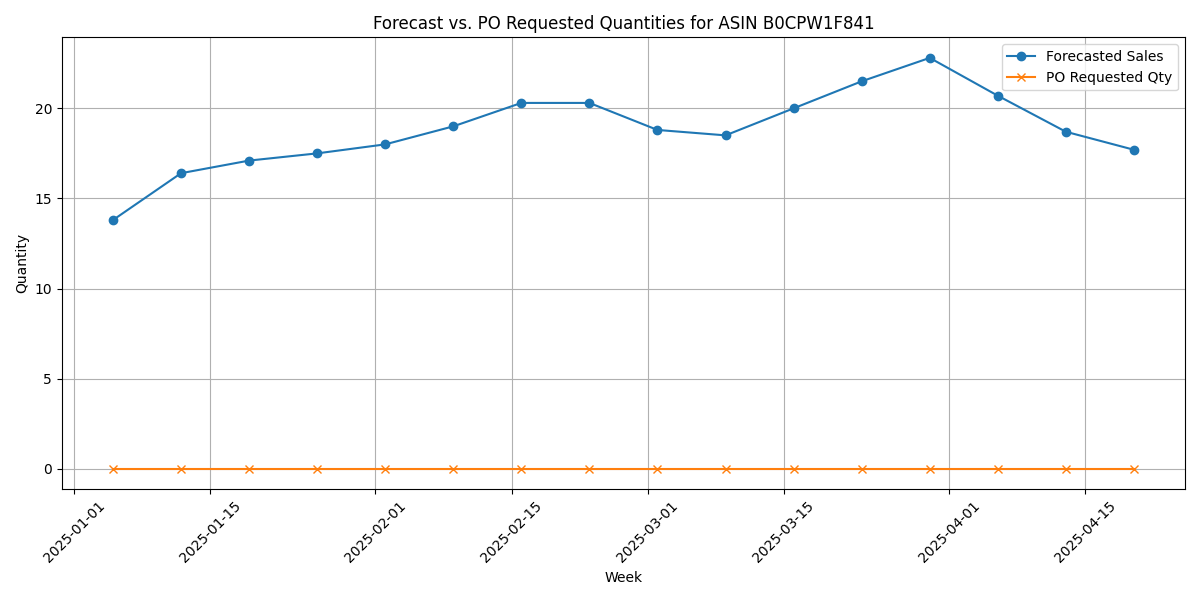 Forecast vs. PO Requested Quantities for ASIN B0CPW1F841
Forecasted Sales
PO Requested Qty
Quantity
20
15
10
5
0
2025-01-01
2025-01-15
2025-02-01
2025-02-15
2025-03-01
2025-03-15
2025-04-01
2025-04-15
Week